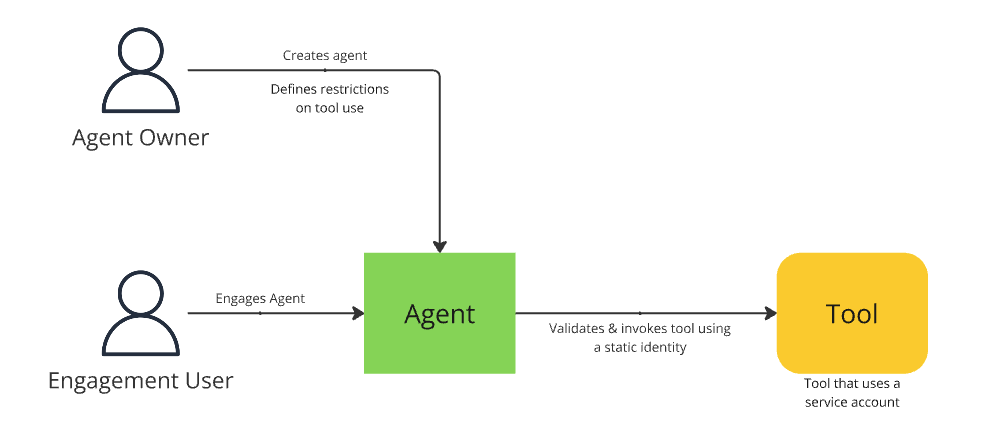 Creates agent
Defines restrictions
on tool use
Agent Owner
Engages Agent
Engagement User
Agent
Validates & invokes tool using
a static identity
Tool
Tool that uses a
service account